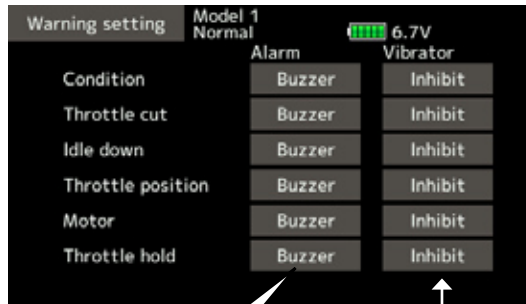 Warning setting
Model 1
Normal
6.7V
Alarm Vibrator
Condition Buzzer Inhibit
Throttle cut Buzzer Inhibit
Idle down Buzzer Inhibit
Throttle position Buzzer Inhibit
Motor Buzzer Inhibit
Throttle hold Buzzer Inhibit